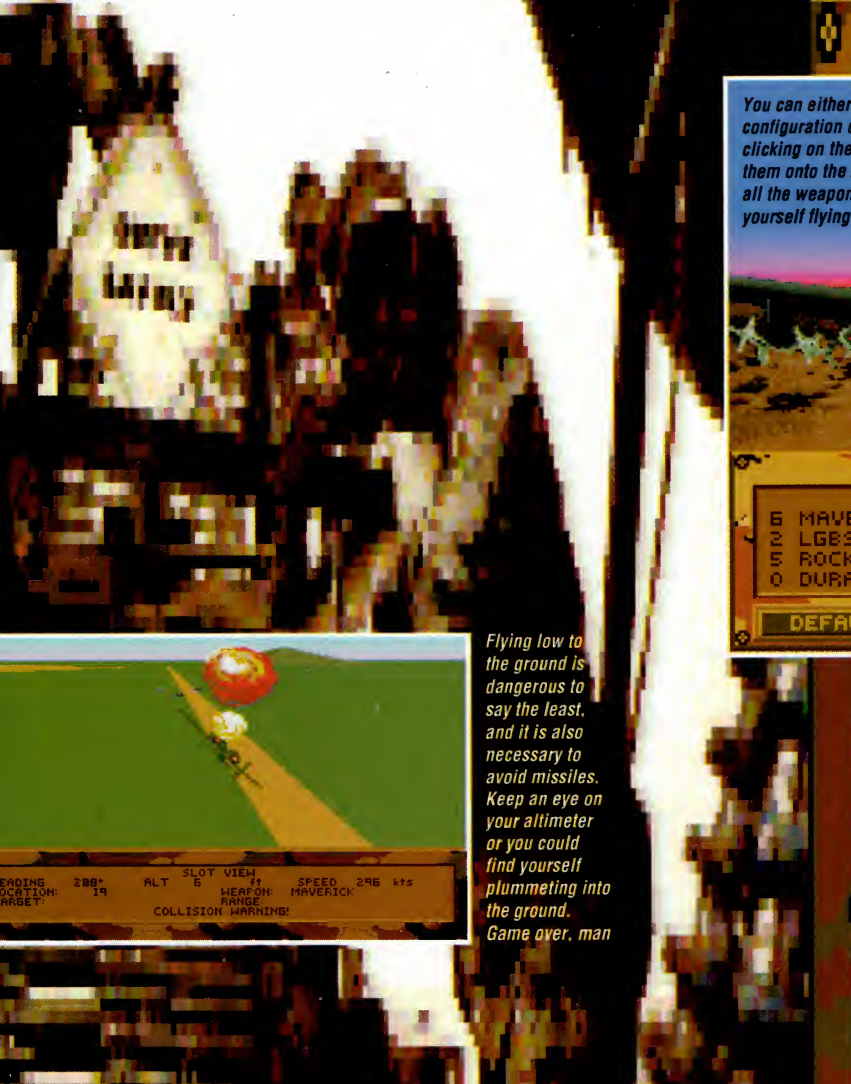 You can either
configuration
clicking on the
them onto the
all the weapon
yourself flying
6 MAVE
2 LGBS
5 ROCK
0 DURA
DEFAU
Flying low to
the ground is
dangerous to
say the least,
and it is also
necessary to
avoid missiles.
Keep an eye on
your altimeter
or you could
find yourself
plummeting into
the ground.
Game over, man
SLOT VIEW
EADING 288° ALT 6 ft SPEED 296 kts
OCATION: 19 WEAPON: MAVERICK
ARGET: RANGE:
COLLISION WARNING!